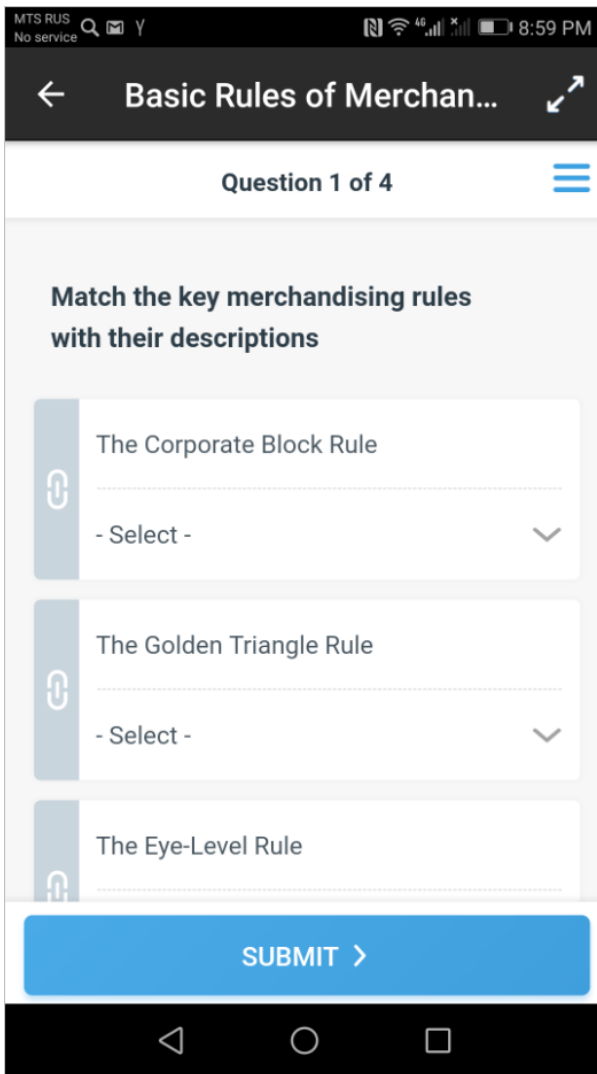 MTS RUS
No service
46 8:59 PM
Basic Rules of Merchan...
Question 1 of 4
Match the key merchandising rules
with their descriptions
The Corporate Block Rule
- Select -
The Golden Triangle Rule
- Select -
The Eye-Level Rule
SUBMIT